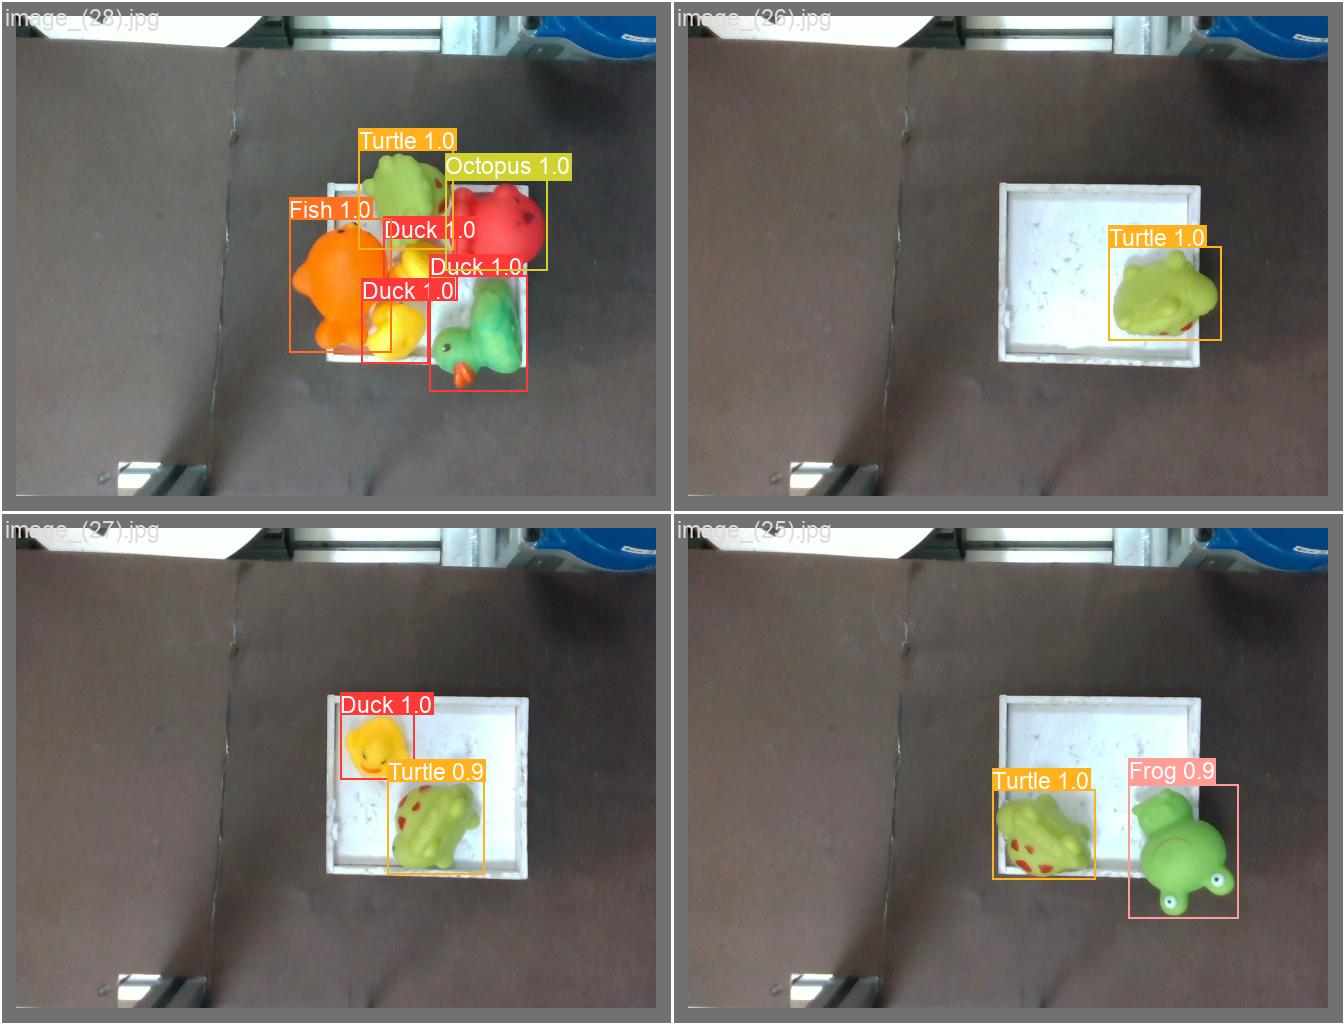 image_(28).jpg
Turtle 1.0
Octopus 1.0
Fish 1.0
Duck 1.0
Duck 1.0
Duck 1.0
image_(26).jpg
Turtle 1.0
image_(27).jpg
Duck 1.0
Turtle 0.9
image_(25).jpg
Turtle 1.0
Frog 0.9